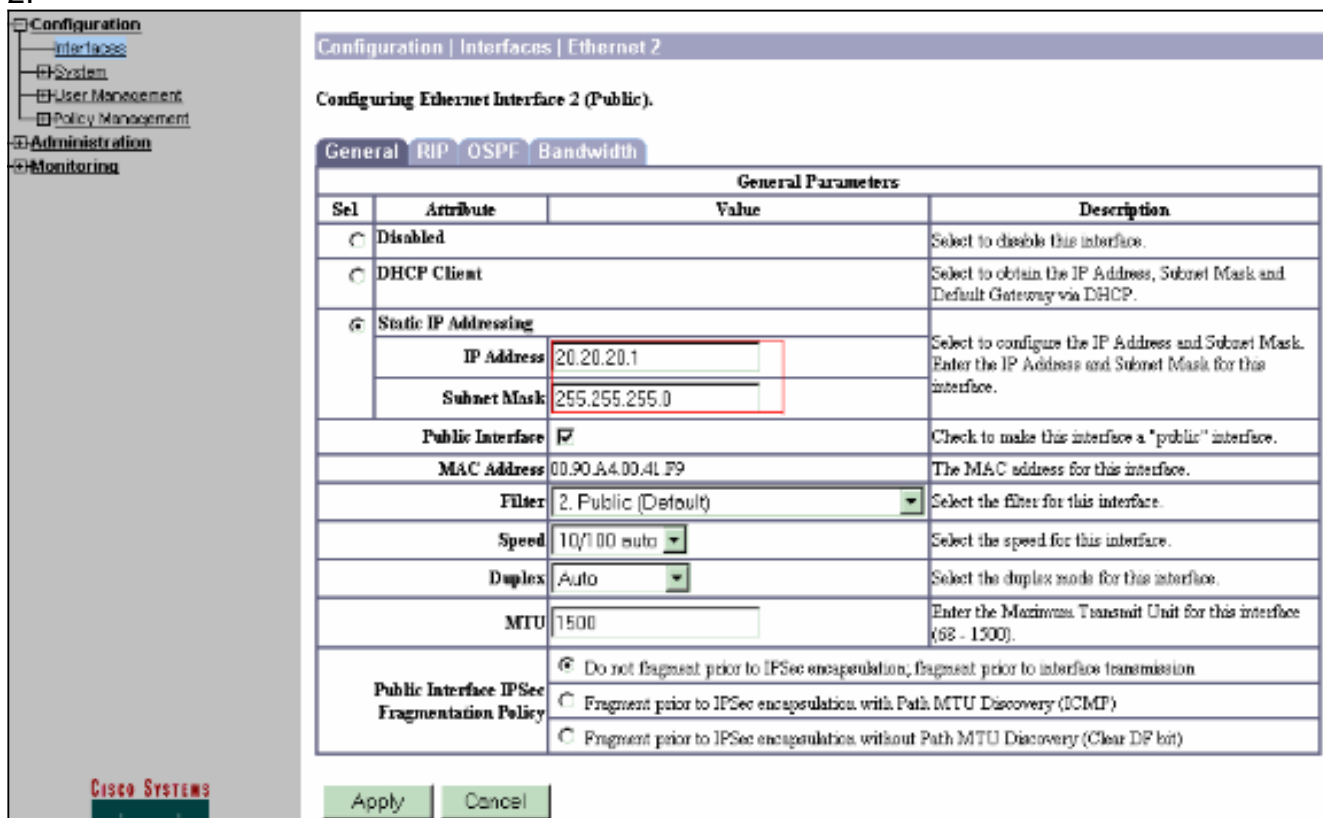 2.
Configuration
Interfaces
System
User Management
Policy Management
Administration
Monitoring
Configuration | Interfaces | Ethernet 2
Configuring Ethernet Interface 2 (Public).
General RIP OSPF Bandwidth
General Parameters
Sel Attribute Value Description
Disabled Select to disable this interface.
DHCP Client Select to obtain the IP Address, Subnet Mask and
Default Gateway via DHCP.
Static IP Addressing Select to configure the IP Address and Subnet Mask.
Enter the IP Address and Subnet Mask for this
interface.
IP Address 20.20.20.1
Subnet Mask 255.255.255.0
Public Interface Check to make this interface a "public" interface.
MAC Address 00.90.A4.00.41.F9 The MAC address for this interface.
Filter 2. Public (Default) Select the filter for this interface.
Speed 10/100 auto Select the speed for this interface.
Duplex Auto Select the duplex mode for this interface.
MTU 1500 Enter the Maximum Transmit Unit for this interface
(68 - 1500).
Public Interface IPSec
Fragmentation Policy
Do not fragment prior to IPSec encapsulation; fragment prior to interface transmission
Fragment prior to IPSec encapsulation with Path MTU Discovery (ICMP)
Fragment prior to IPSec encapsulation without Path MTU Discovery (Clear DF bit)
CISCO SYSTEMS
Apply Cancel